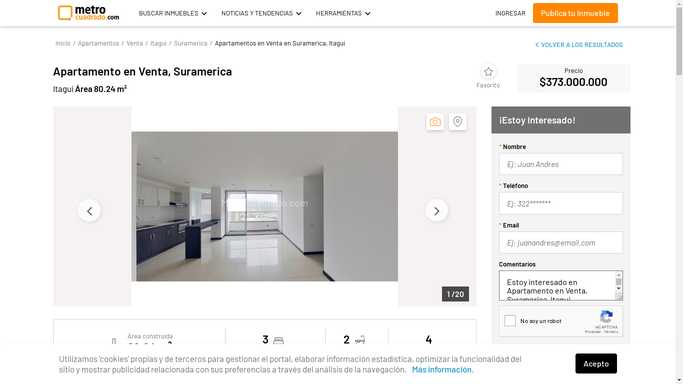 metro
cuadrado.com
BUSCAR INMUEBLES
NOTICIAS Y TENDENCIAS
HERRAMIENTAS
INGRESAR
Publica tu Inmueble
Inicio / Apartamentos / Venta / Itagui / Suramerica / Apartamentos en Venta en Suramerica, Itagui
VOLVER A LOS RESULTADOS
Apartamento en Venta, Suramerica
Itagui Área 80.24 m²
Favorito
Precio
$373.000.000
¡Estoy Interesado!
* Nombre
Ej: Juan Andres
* Teléfono
Ej: 322*******
* Email
Ej: juanandres@email.com
Comentarios
Estoy interesado en
Apartamento en Venta,
Suramerica, Itagui
No soy un robot
reCAPTCHA
Privacidad - Términos
1 /20
Área construida
3
2
4
Utilizamos 'cookies' propias y de terceros para gestionar el portal, elaborar información estadística, optimizar la funcionalidad del
sitio y mostrar publicidad relacionada con sus preferencias a través del análisis de la navegación. Más información.
Acepto